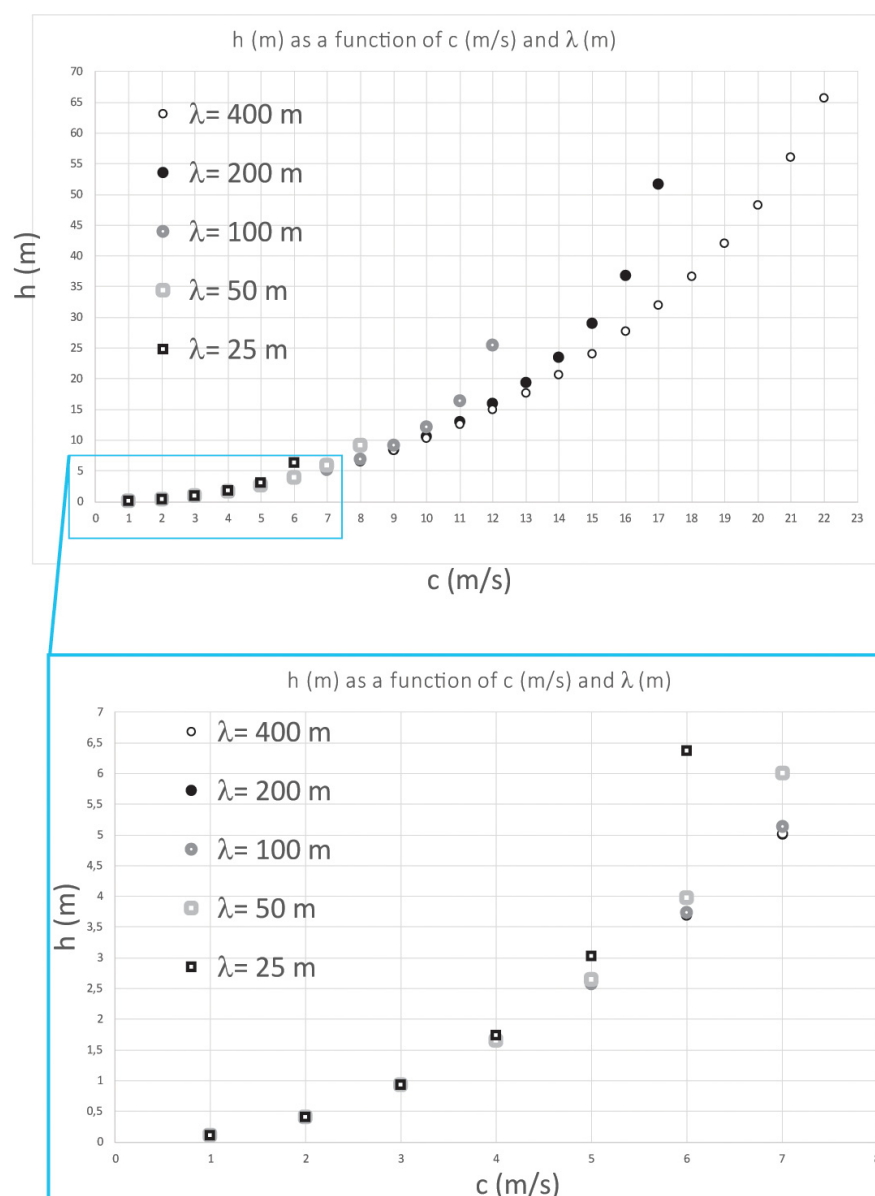 h (m) as a function of c (m/s) and λ (m)
70
65
60
55
50
45
40
35
30
25
20
15
10
5
0
h (m)
λ= 400 m
λ= 200 m
λ= 100 m
λ= 50 m
λ= 25 m
0 1 2 3 4 5 6 7 8 9 10 11 12 13 14 15 16 17 18 19 20 21 22 23
c (m/s)
h (m) as a function of c (m/s) and λ (m)
7
6,5
6
5,5
5
4,5
4
3,5
3
2,5
2
1,5
1
0,5
0
h (m)
λ= 400 m
λ= 200 m
λ= 100 m
λ= 50 m
λ= 25 m
0 1 2 3 4 5 6 7 8
c (m/s)